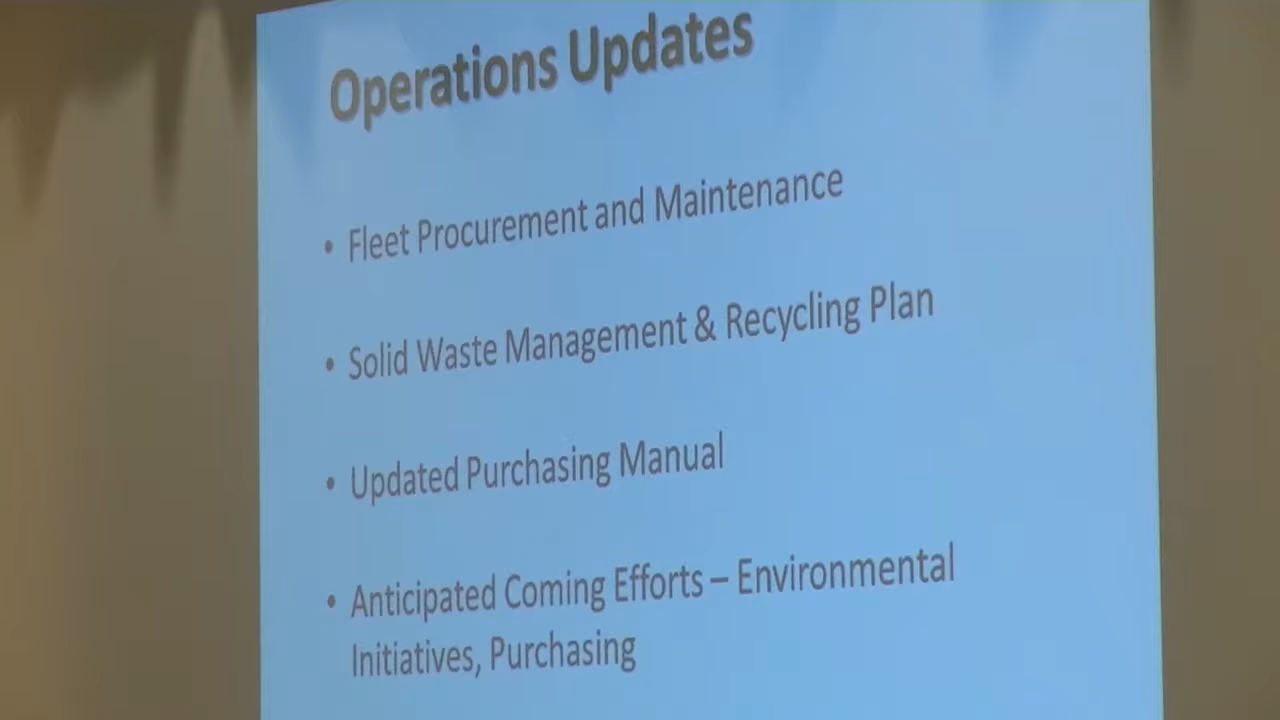 Operations Updates
• Fleet Procurement and Maintenance
• Solid Waste Management & Recycling Plan
• Updated Purchasing Manual
• Anticipated Coming Efforts – Environmental
Initiatives, Purchasing